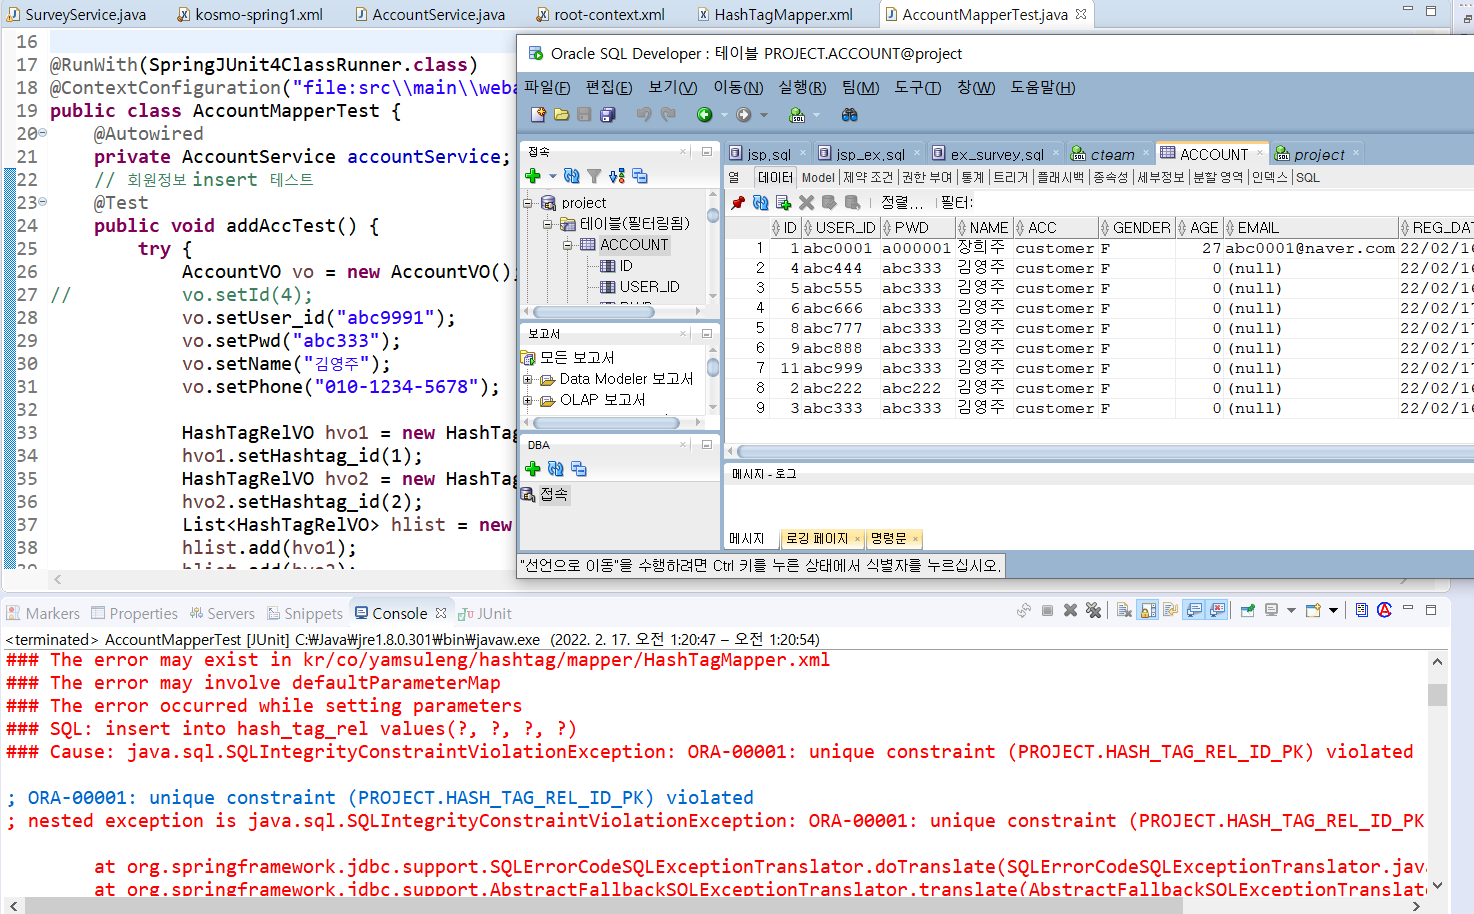 SurveyService.java
kosmo-spring1.xml
AccountService.java
root-context.xml
HashTagMapper.xml
AccountMapperTest.java
16
17 @RunWith(SpringJUnit4ClassRunner.class)
18 @ContextConfiguration("file:src\\main\\weba
19 public class AccountMapperTest {
20 @Autowired
21 private AccountService accountService;
22 // 회원정보 insert 테스트
23 @Test
24 public void addAccTest() {
25 try {
26 AccountVO vo = new AccountVO();
27 // vo.setId(4);
28 vo.setUser_id("abc9991");
29 vo.setPwd("abc333");
30 vo.setName("김영주");
31 vo.setPhone("010-1234-5678");
32
33 HashTagRelVO hvo1 = new HashTag
34 hvo1.setHashtag_id(1);
35 HashTagRelVO hvo2 = new HashTag
36 hvo2.setHashtag_id(2);
37 List<HashTagRelVO> hlist = new
38 hlist.add(hvo1);
39 hlist.add(hvo2);
Oracle SQL Developer : 테이블 PROJECT.ACCOUNT@project
파일(F) 편집(E) 보기(V) 이동(N) 실행(R) 팀(M) 도구(T) 창(W) 도움말(H)
접속
project
테이블(필터링됨)
ACCOUNT
ID
USER_ID
PWD
보고서
모든 보고서
Data Modeler 보고서
OLAP 보고서
DBA
접속
jsp.sql
jsp_ex.sql
ex_survey.sql
cteam
ACCOUNT
project
열 데이터 Model 제약 조건 권한 부여 통계 트리거 플래시백 종속성 세부정보 분할 영역 인덱스 SQL
정렬... 필터:
ID USER_ID PWD NAME ACC GENDER AGE EMAIL REG_DAT
1 1 abc0001 a000001 장희주 customer F 27 abc0001@naver.com 22/02/16
2 4 abc444 abc333 김영주 customer F 0 (null) 22/02/16
3 5 abc555 abc333 김영주 customer F 0 (null) 22/02/16
4 6 abc666 abc333 김영주 customer F 0 (null) 22/02/17
5 8 abc777 abc333 김영주 customer F 0 (null) 22/02/17
6 9 abc888 abc333 김영주 customer F 0 (null) 22/02/17
7 11 abc999 abc333 김영주 customer F 0 (null) 22/02/17
8 2 abc222 abc222 김영주 customer F 0 (null) 22/02/16
9 3 abc333 abc333 김영주 customer F 0 (null) 22/02/16
메시지 - 로그
메시지 로깅 페이지 명령문
"선언으로 이동"을 수행하려면 Ctrl 키를 누른 상태에서 식별자를 누르십시오.
Markers Properties Servers Snippets Console JUnit
<terminated> AccountMapperTest [JUnit] C:₩Java₩jre1.8.0.301₩bin₩javaw.exe (2022. 2. 17. 오전 1:20:47 – 오전 1:20:54)
### The error may exist in kr/co/yamsuleng/hashtag/mapper/HashTagMapper.xml
### The error may involve defaultParameterMap
### The error occurred while setting parameters
### SQL: insert into hash_tag_rel values(?, ?, ?, ?)
### Cause: java.sql.SQLIntegrityConstraintViolationException: ORA-00001: unique constraint (PROJECT.HASH_TAG_REL_ID_PK) violated
; ORA-00001: unique constraint (PROJECT.HASH_TAG_REL_ID_PK) violated
; nested exception is java.sql.SQLIntegrityConstraintViolationException: ORA-00001: unique constraint (PROJECT.HASH_TAG_REL_ID_PK
at org.springframework.jdbc.support.SQLErrorCodeSQLExceptionTranslator.doTranslate(SQLErrorCodeSQLExceptionTranslator.jav
at org.springframework.jdbc.support.AbstractFallbackSQLExceptionTranslator.translate(AbstractFallbackSQLExceptionTranslat